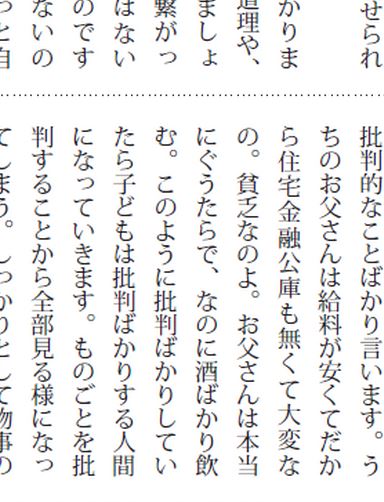 せられ
かりま
道理や、
ましょ
繋がっ
はない
のです
ないの
っと自
批判的なことばかり言います。う
ちのお父さんは給料が安くてだか
ら住宅金融公庫も無くて大変な
の。貧乏なのよ。お父さんは本当
にぐうたらで、なのに酒ばかり飲
む。このように批判ばかりしてい
たら子どもは批判ばかりする人間
になっていきます。ものごとを批
判することから全部見る様になっ
てしまう。しっかりとして物事の